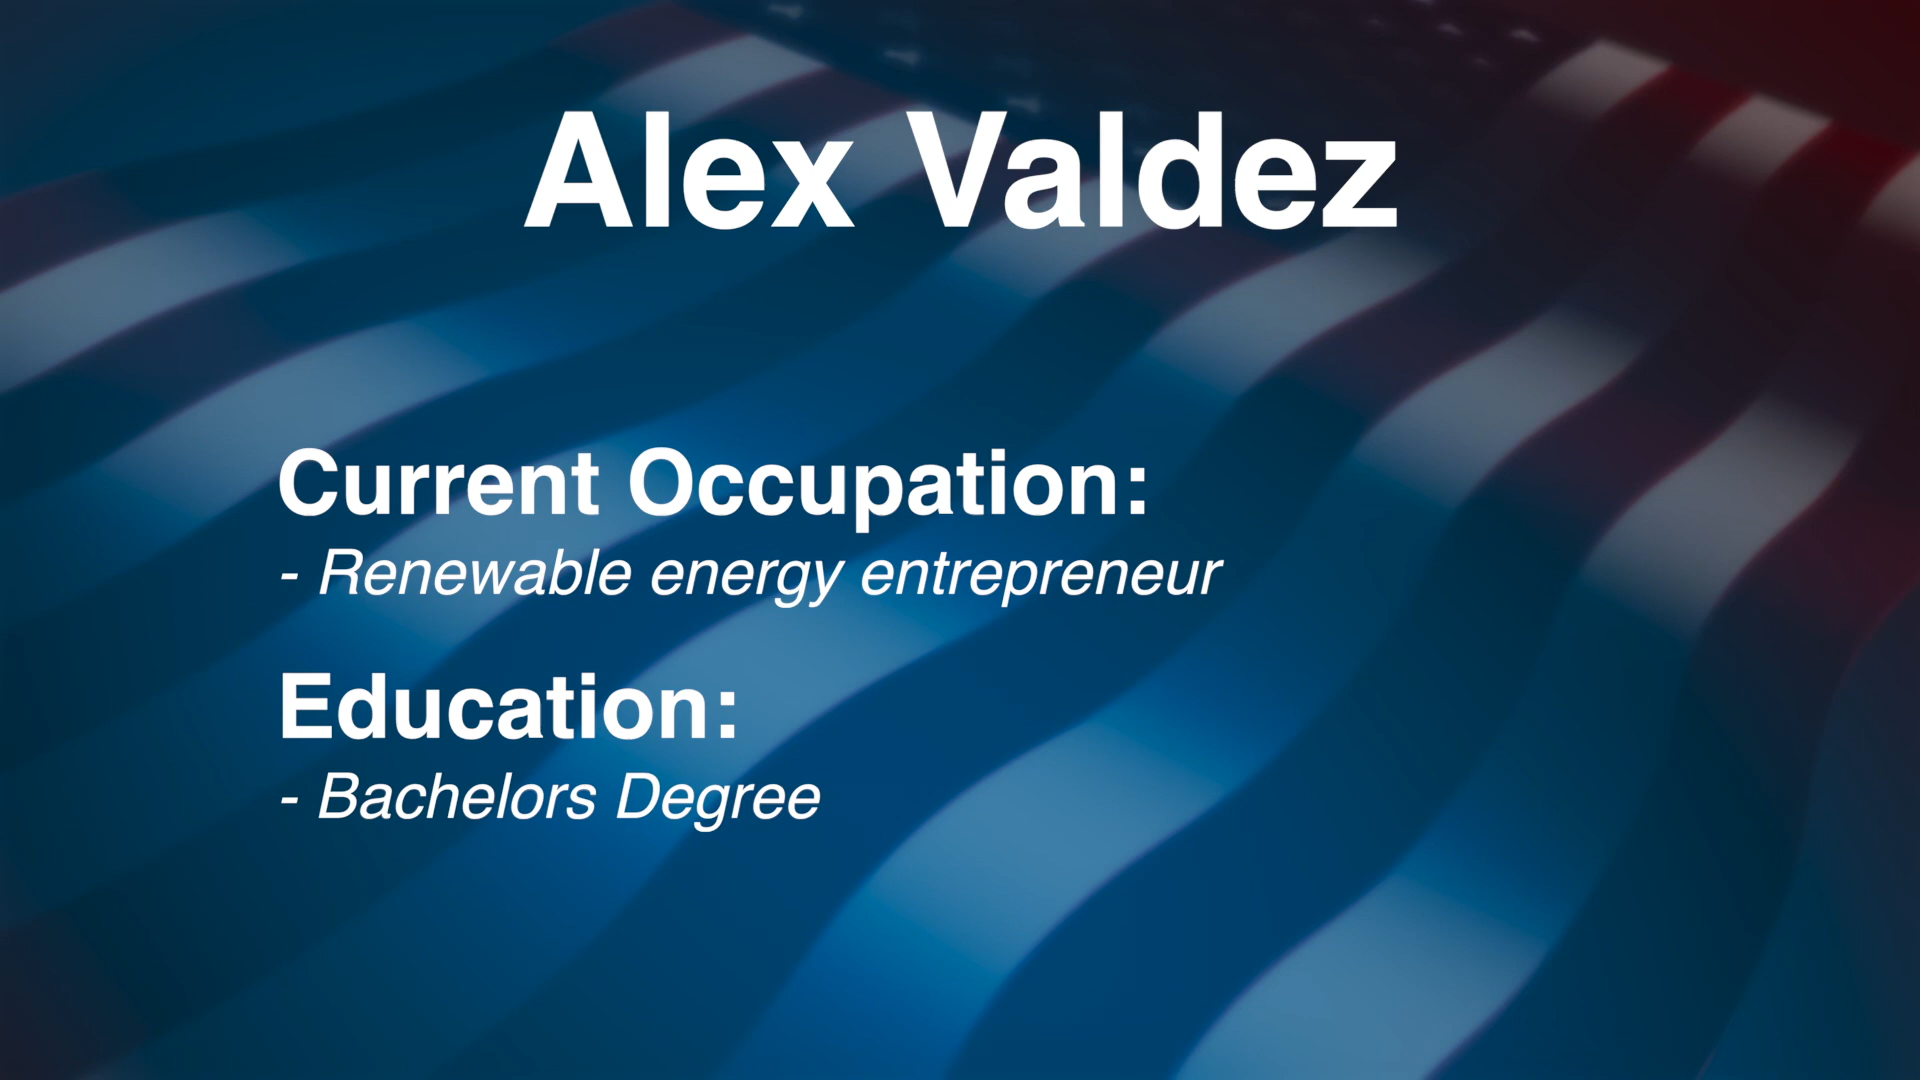 Alex Valdez
Current Occupation:
- Renewable energy entrepreneur
Education:
- Bachelors Degree